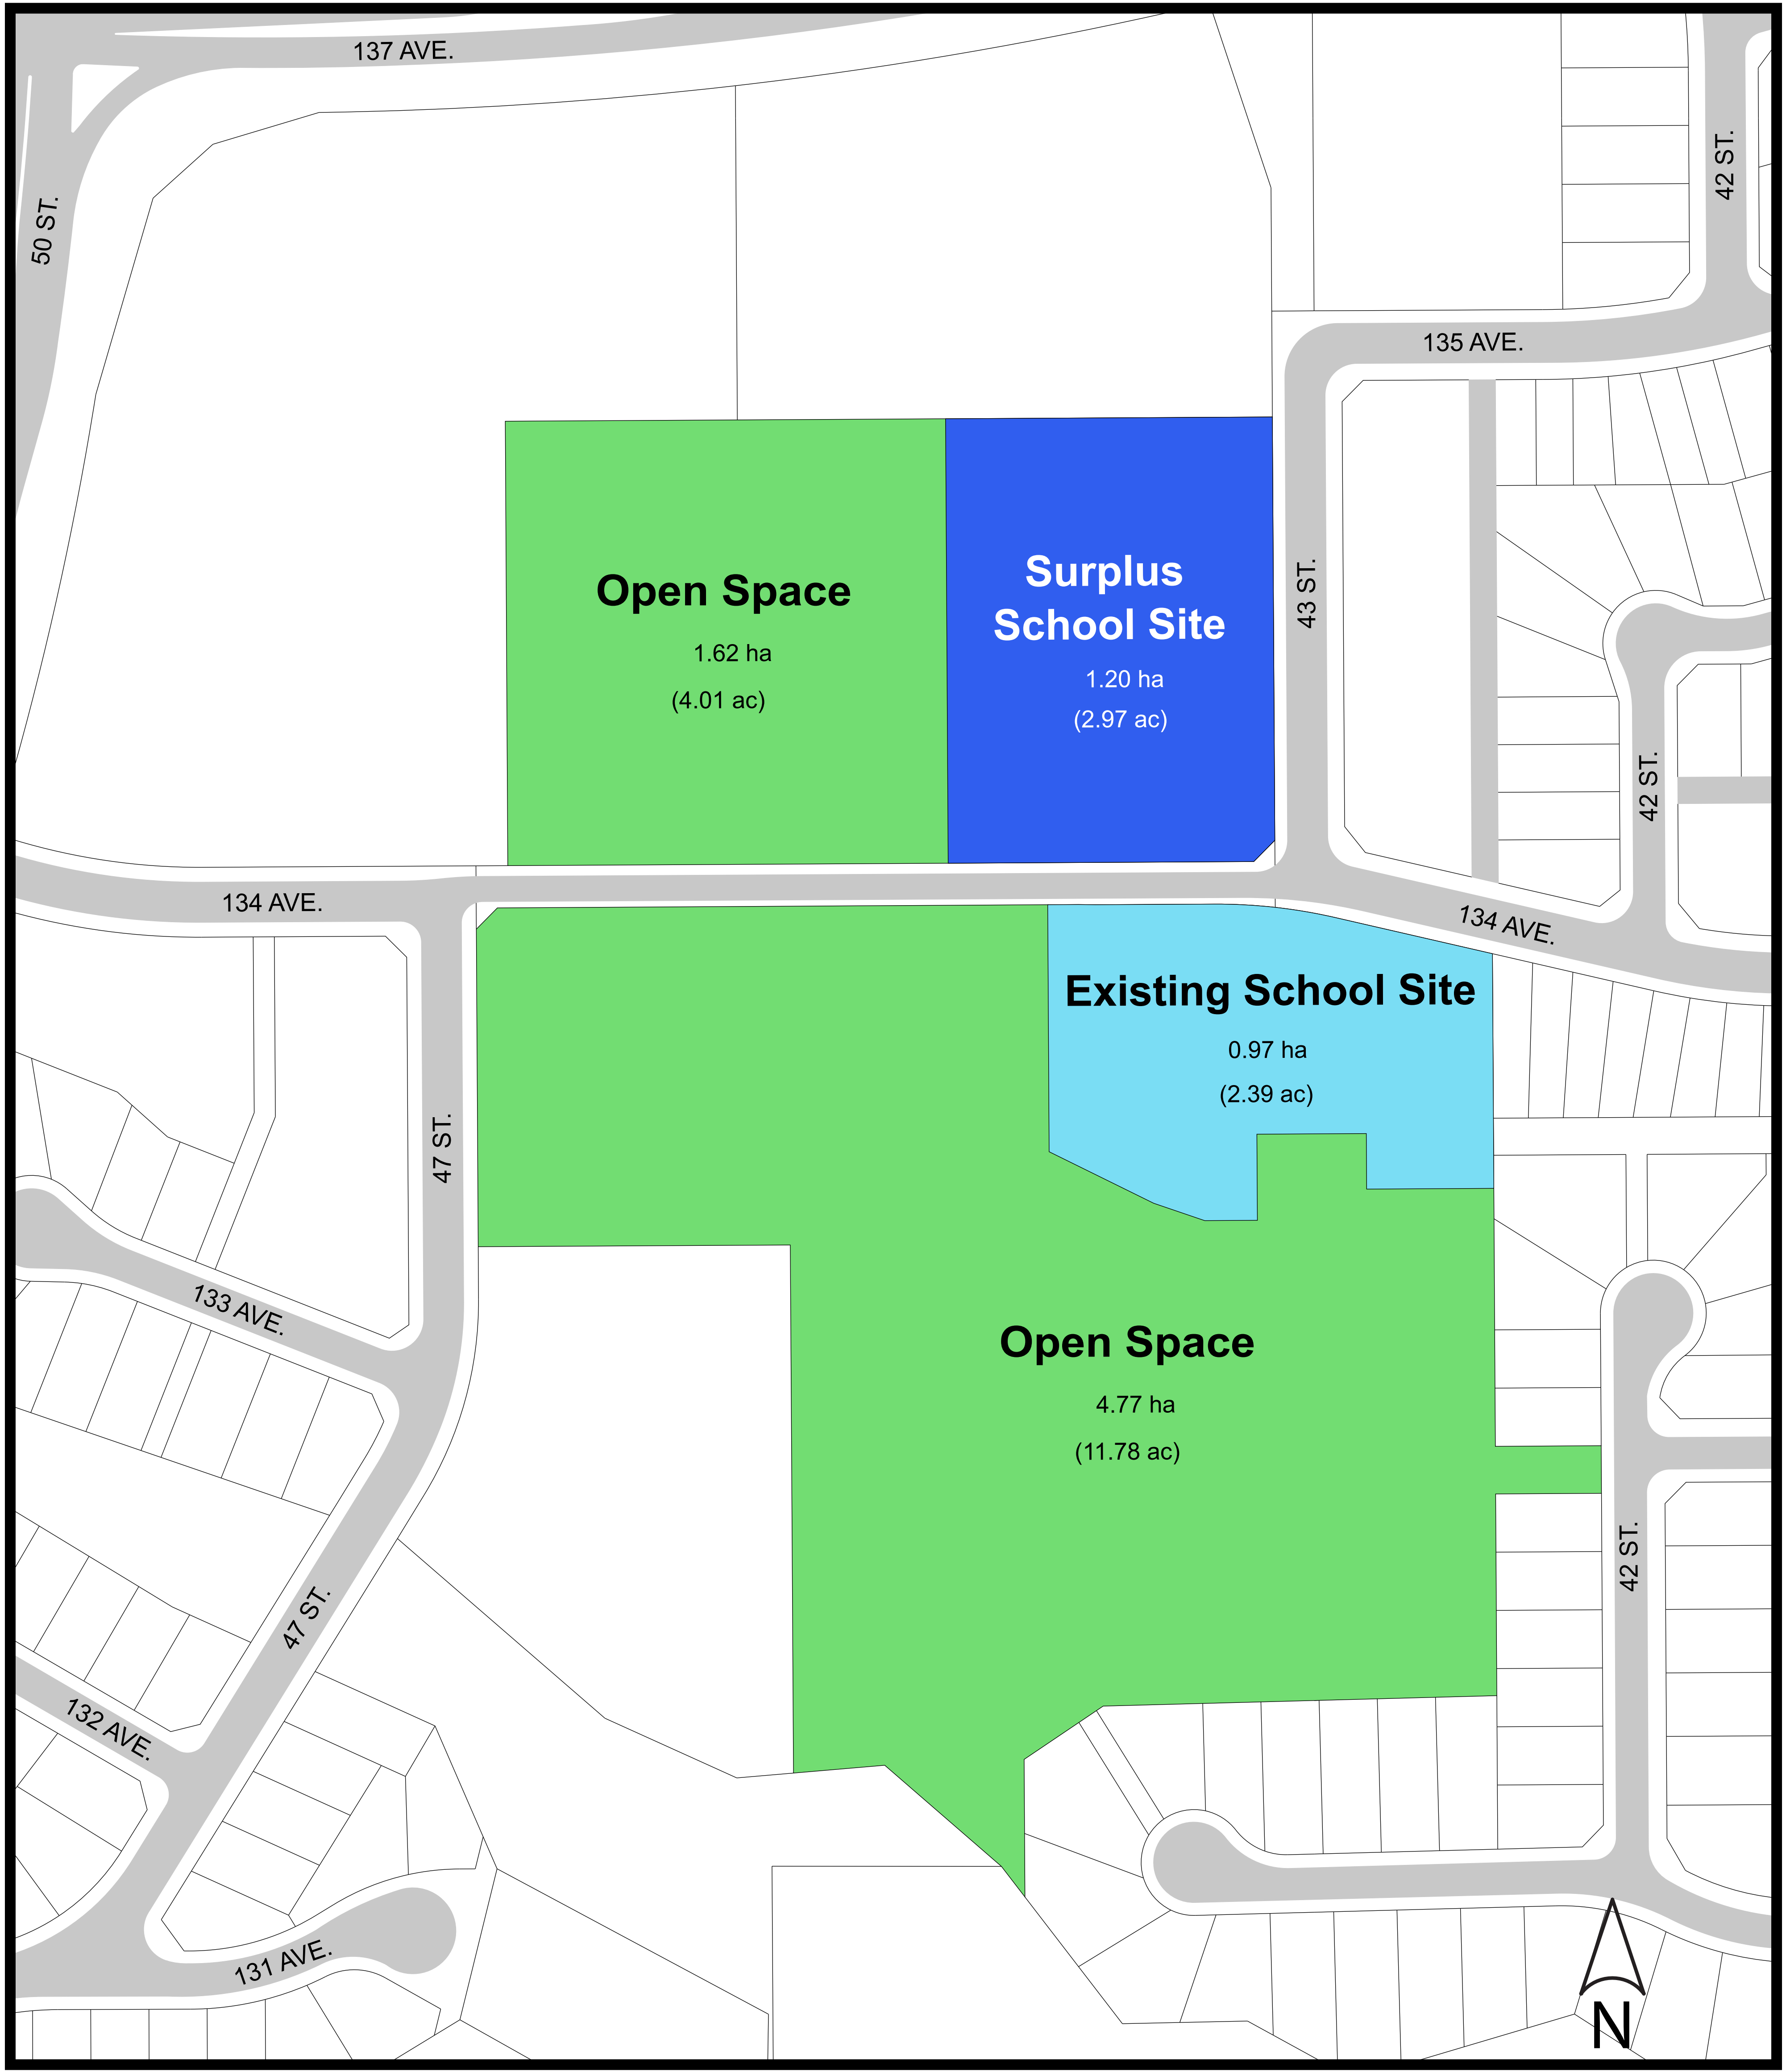 137 AVE.
50 ST.
42 ST.
135 AVE.
Open Space
1.62 ha
(4.01 ac)
Surplus
School Site
1.20 ha
(2.97 ac)
43 ST.
42 ST.
134 AVE.
134 AVE.
Existing School Site
0.97 ha
(2.39 ac)
47 ST.
133 AVE.
Open Space
4.77 ha
(11.78 ac)
42 ST.
47 ST.
132 AVE.
131 AVE.
N